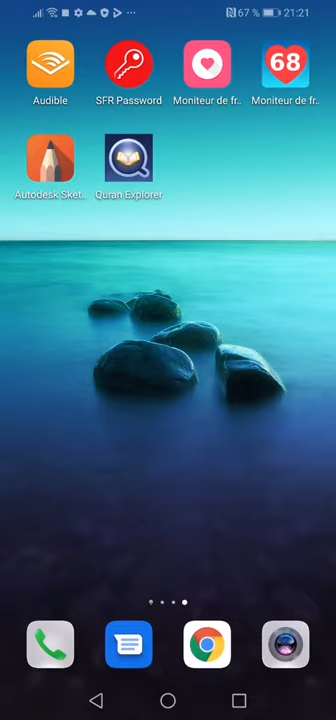 67 % 21:21
68
Audible SFR Password Moniteur de fr.. Moniteur de fr..
Autodesk Sket.. Quran Explorer